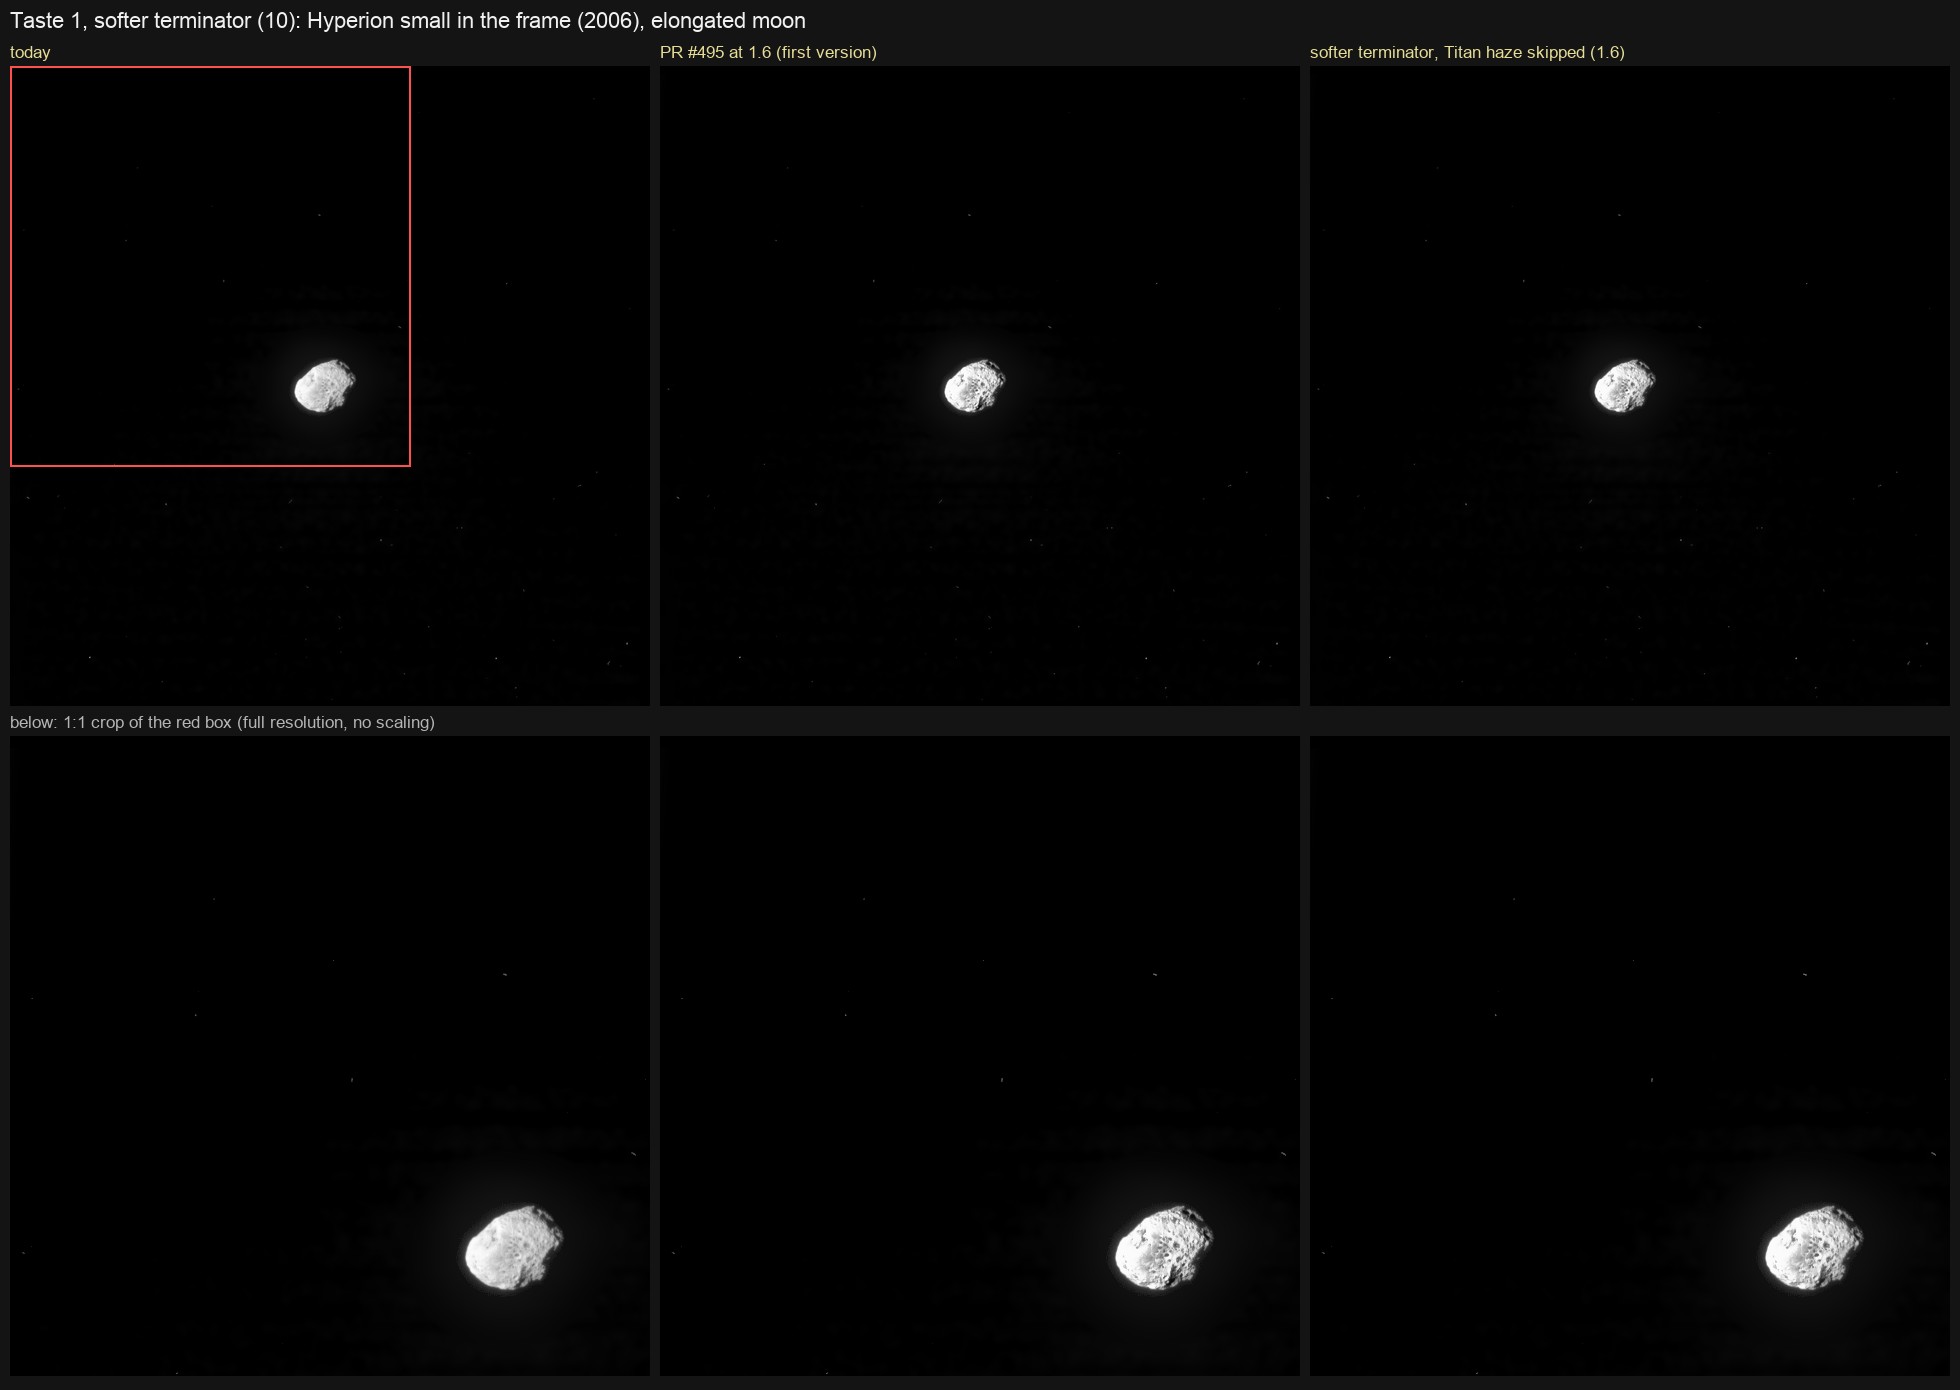 Taste 1, softer terminator (10): Hyperion small in the frame (2006), elongated moon
today
PR #495 at 1.6 (first version)
softer terminator, Titan haze skipped (1.6)
below: 1:1 crop of the red box (full resolution, no scaling)